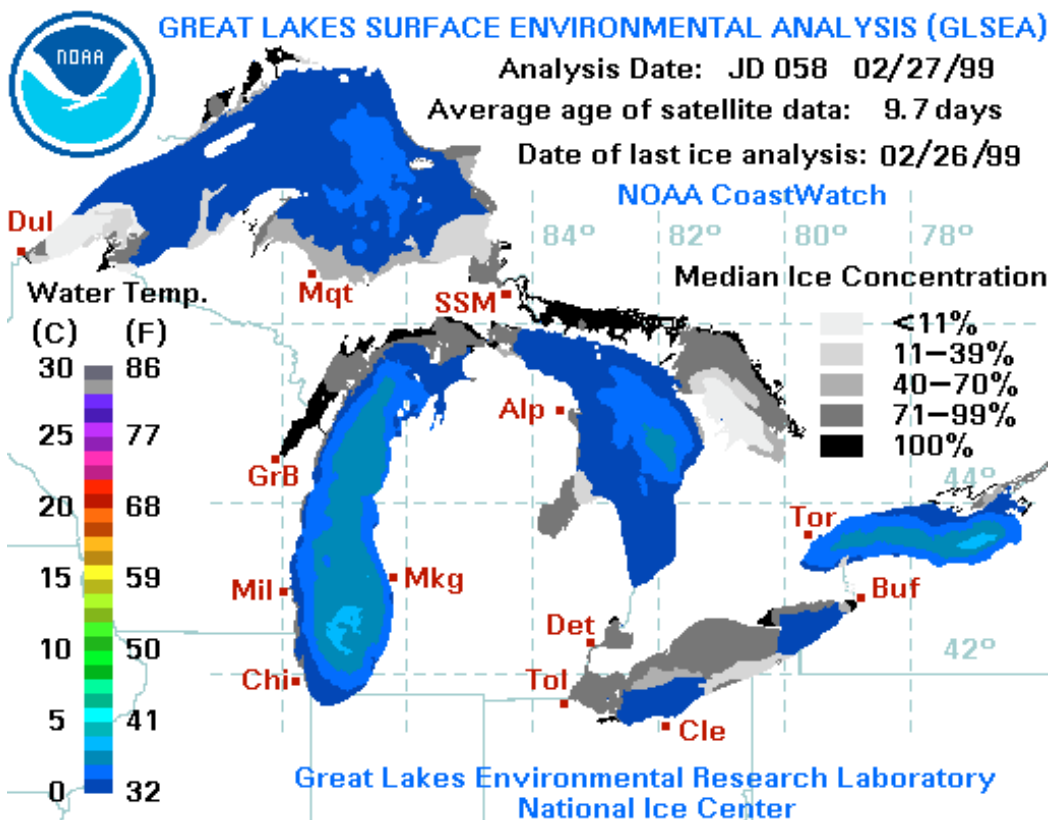 NOAA
GREAT LAKES SURFACE ENVIRONMENTAL ANALYSIS (GLSEA)
Analysis Date: JD 058 02/27/99
Average age of satellite data: 9.7 days
Date of last ice analysis: 02/26/99
NOAA CoastWatch
Dul
84° 82° 80° 78°
Mqt
SSM
Water Temp.
(C) (F)
30 86
25 77
20 68
15 59
10 50
5 41
0 32
Median Ice Concentration
<11%
11–39%
40–70%
71–99%
100%
Alp
GrB
44°
Tor
Mil
Mkg
Buf
Det
42°
Chi
Tol
Cle
Great Lakes Environmental Research Laboratory
National Ice Center